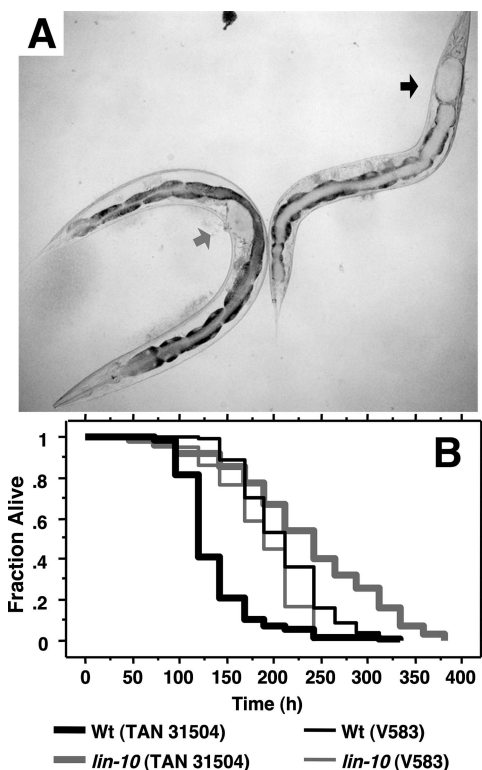 A
B
Fraction Alive
1
.8
.6
.4
.2
0
0 50 100 150 200 250 300 350 400
Time (h)
Wt (TAN 31504) Wt (V583)
lin-10 (TAN 31504) lin-10 (V583)